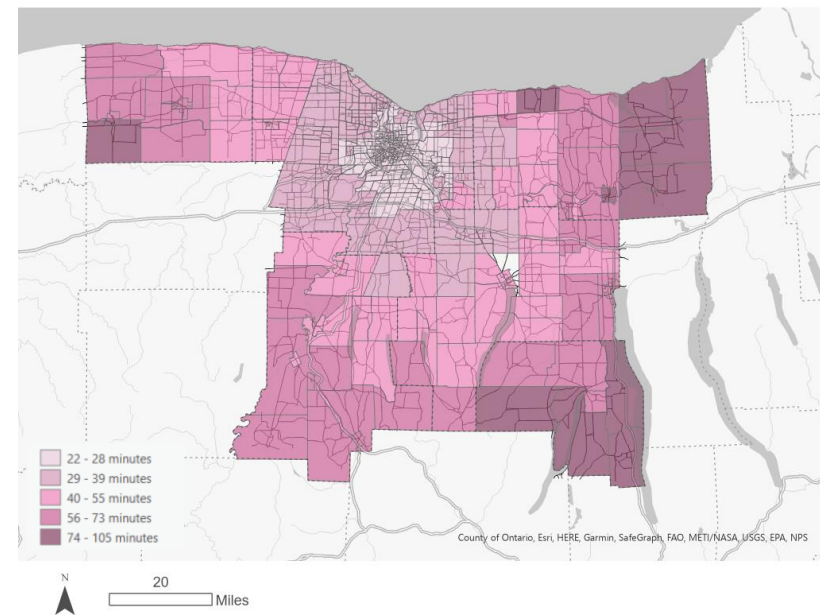 22 - 28 minutes
29 - 39 minutes
40 - 55 minutes
56 - 73 minutes
74 - 105 minutes
County of Ontario, Esri, HERE, Garmin, SafeGraph, FAO, METI/NASA, USGS, EPA, NPS
N
20
Miles